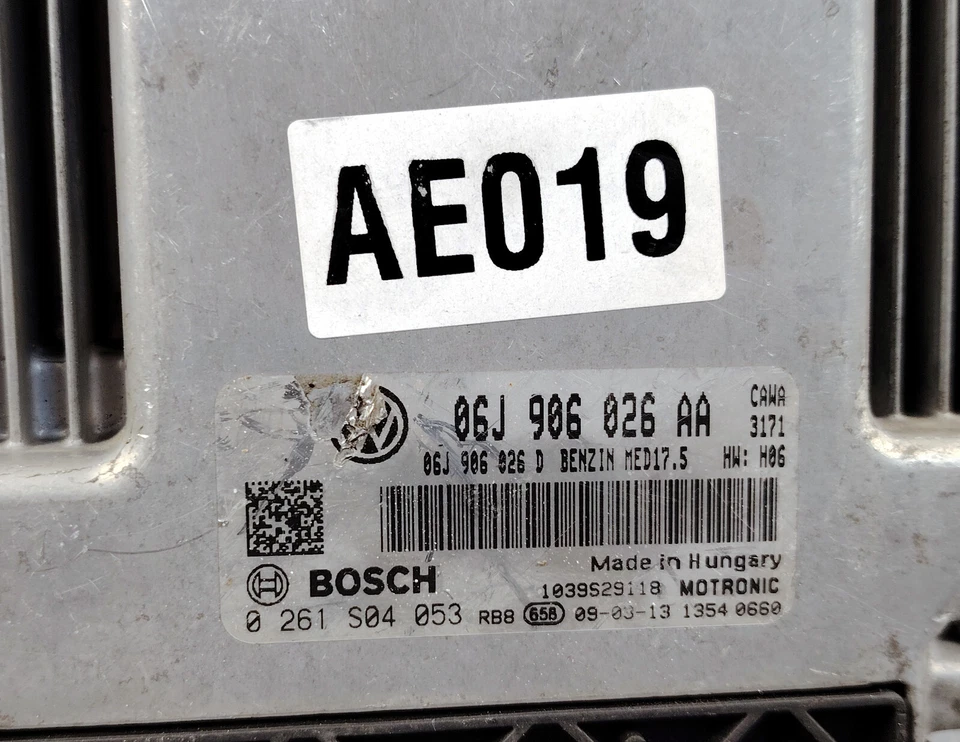 AE019
06J 906 026 AA CAWA
3171
06J 906 026 D BENZIN MED17.5 HW: H06
Made in Hungary
BOSCH 1039S29118 MOTRONIC
0 261 S04 053 RB8 658 09-03-13 1354 0660